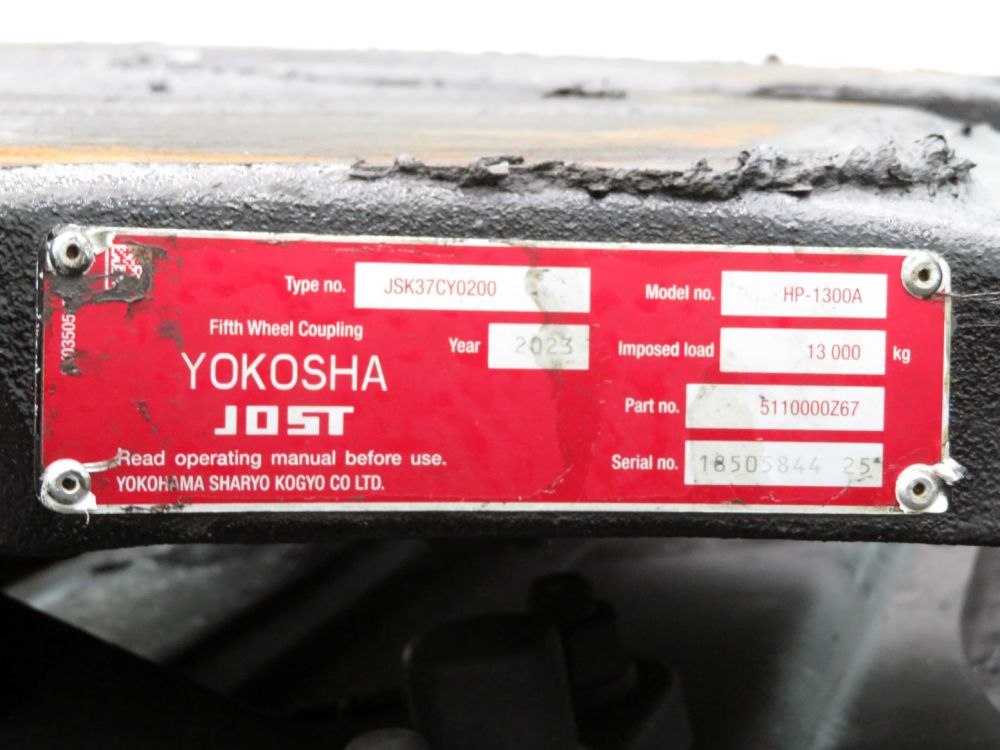 Type no. JSK37CY0200
Model no. HP-1300A
Fifth Wheel Coupling
Year 2023
Imposed load 13 000 kg
YOKOSHA
JOST
Part no. 5110000Z67
Read operating manual before use.
Serial no. 18505844 25*
YOKOHAMA SHARYO KOGYO CO LTD.